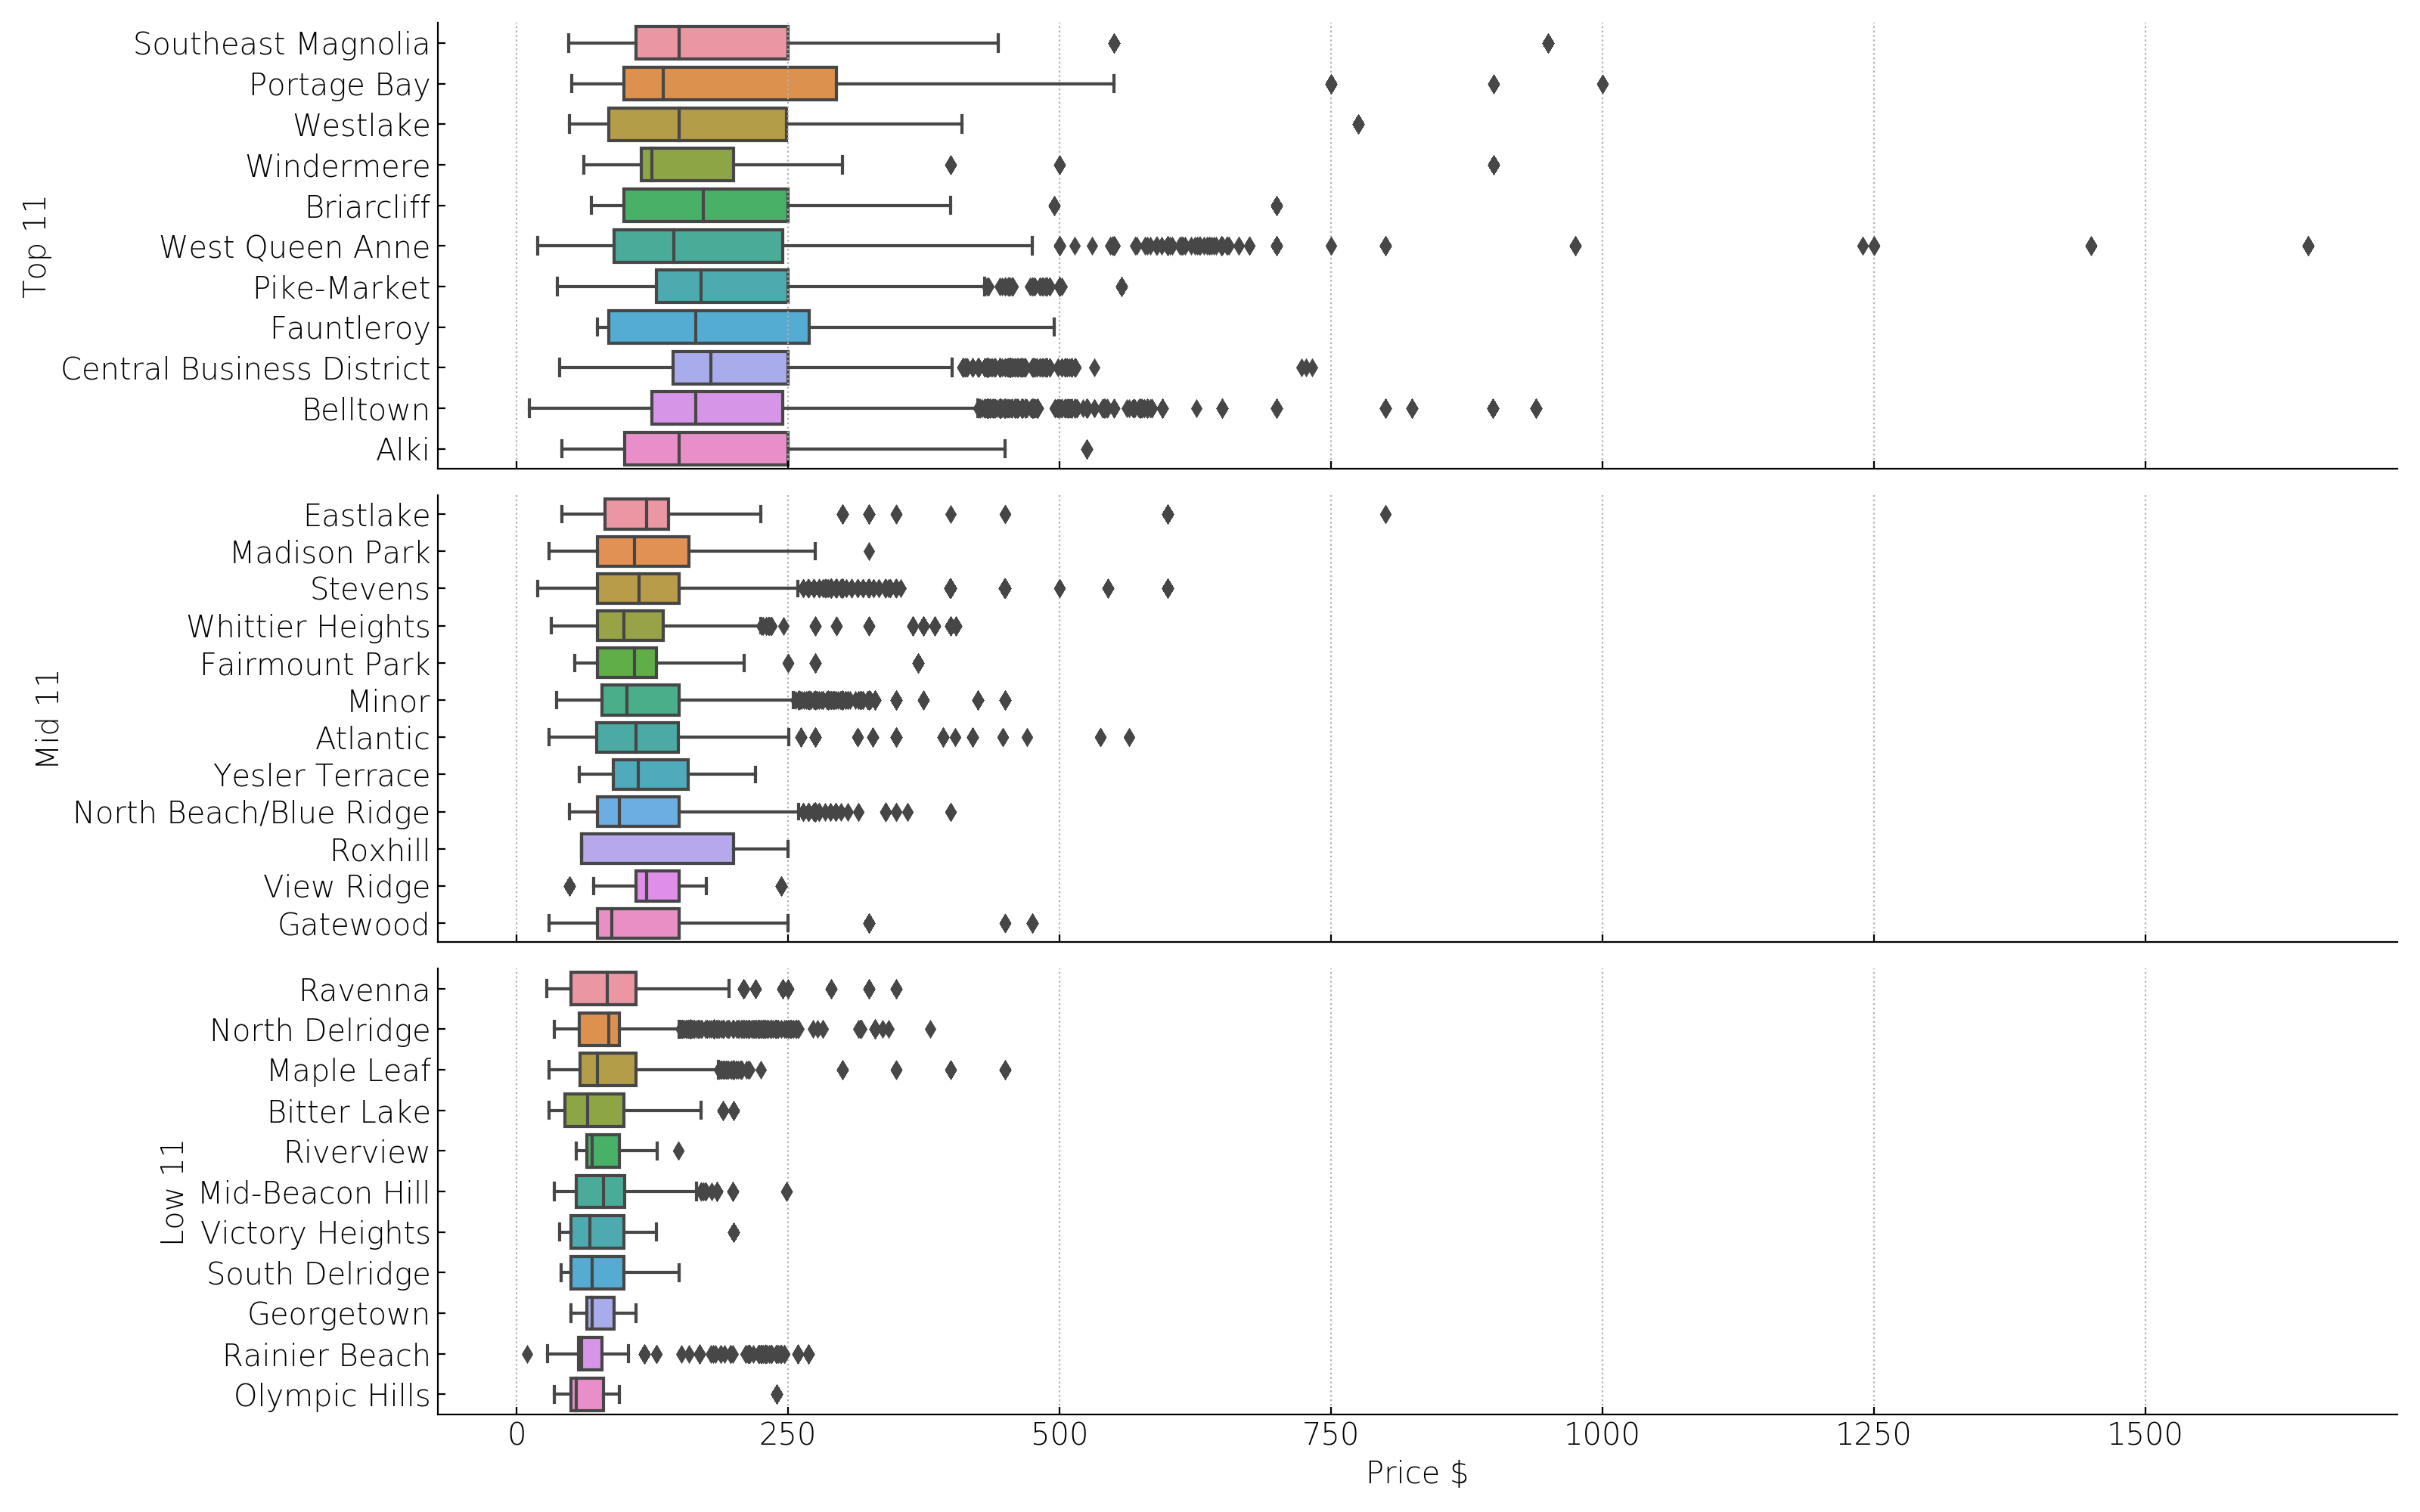 Top 11
Southeast Magnolia
Portage Bay
Westlake
Windermere
Briarcliff
West Queen Anne
Pike-Market
Fauntleroy
Central Business District
Belltown
Alki
Mid 11
Eastlake
Madison Park
Stevens
Whittier Heights
Fairmount Park
Minor
Atlantic
Yesler Terrace
North Beach/Blue Ridge
Roxhill
View Ridge
Gatewood
Low 11
Ravenna
North Delridge
Maple Leaf
Bitter Lake
Riverview
Mid-Beacon Hill
Victory Heights
South Delridge
Georgetown
Rainier Beach
Olympic Hills
0 250 500 750 1000 1250 1500
Price $